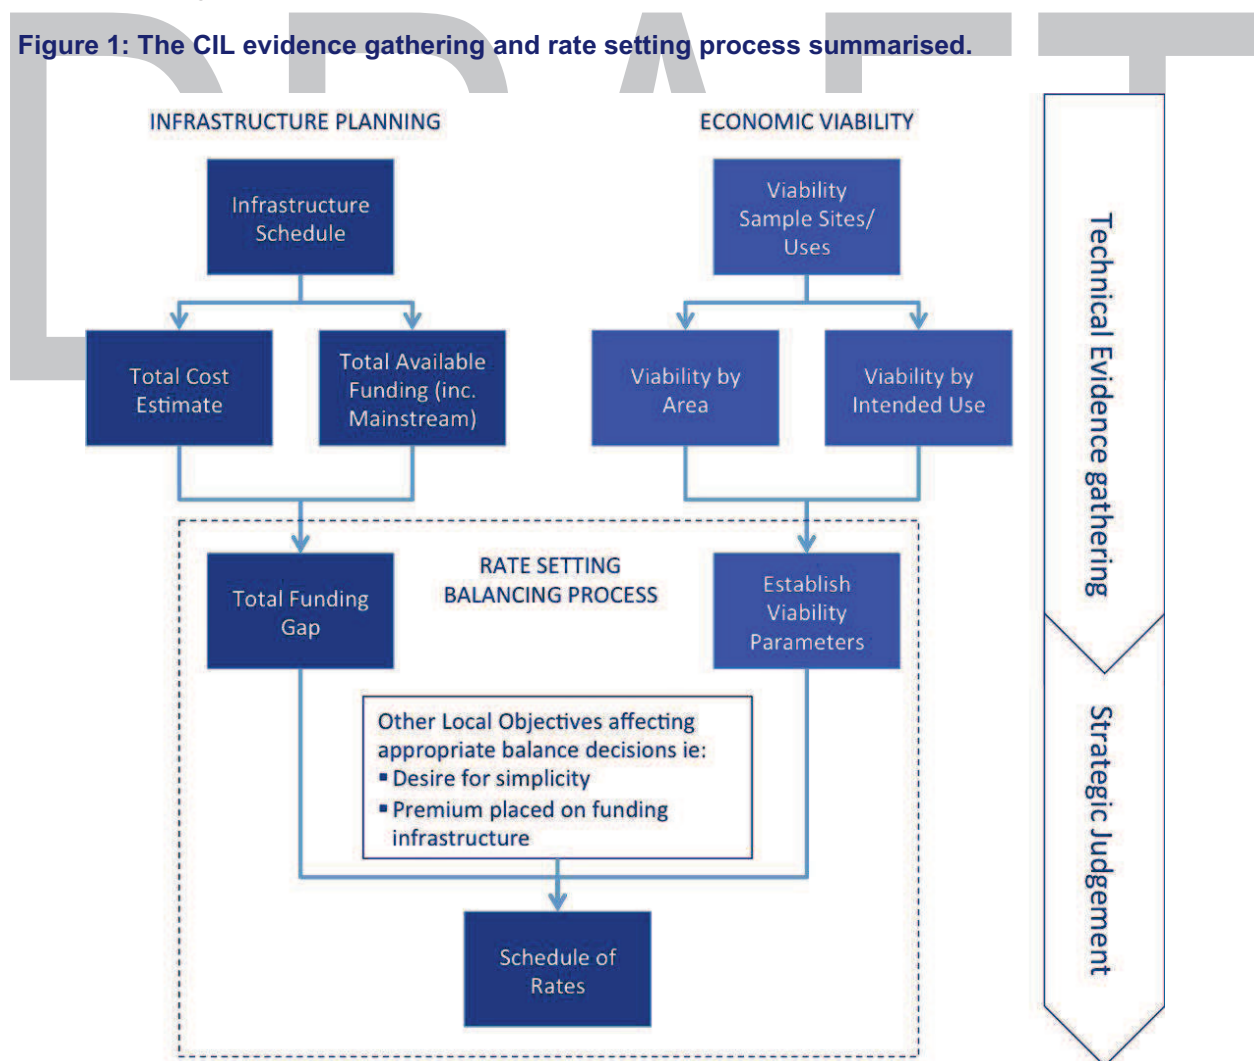 DRAFT
Figure 1: The CIL evidence gathering and rate setting process summarised.
INFRASTRUCTURE PLANNING
ECONOMIC VIABILITY
Infrastructure
Schedule
Viability
Sample Sites/
Uses
Total Cost
Estimate
Total Available
Funding (inc.
Mainstream)
Viability by
Area
Viability by
Intended Use
Technical Evidence gathering
RATE SETTING
BALANCING PROCESS
Total Funding
Gap
Establish
Viability
Parameters
Other Local Objectives affecting
appropriate balance decisions ie:
▪ Desire for simplicity
▪ Premium placed on funding
infrastructure
Strategic Judgement
Schedule of
Rates